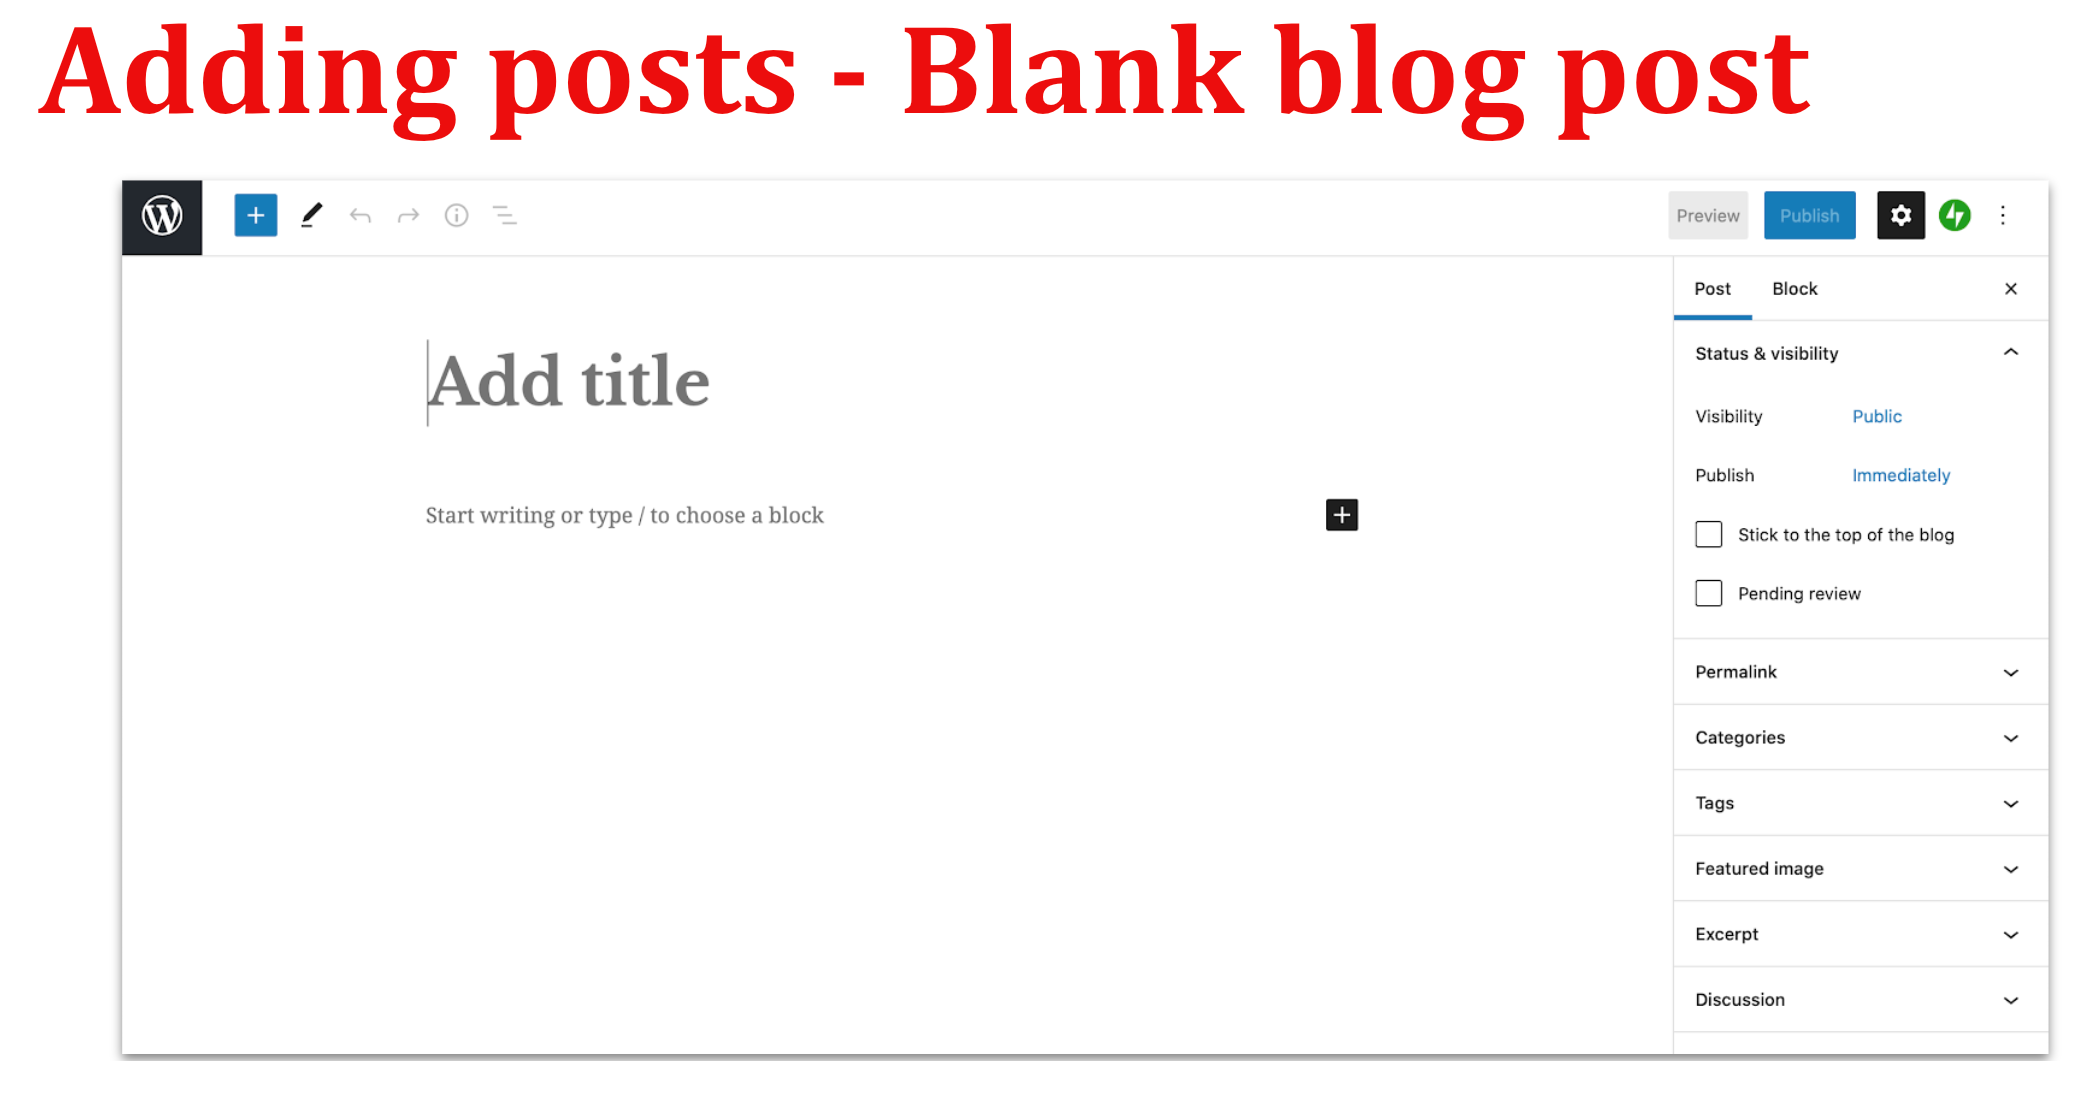 Adding posts - Blank blog post
Preview
Publish
Post
Block
Add title
Start writing or type / to choose a block
Status & visibility
Visibility
Public
Publish
Immediately
Stick to the top of the blog
Pending review
Permalink
Categories
Tags
Featured image
Excerpt
Discussion